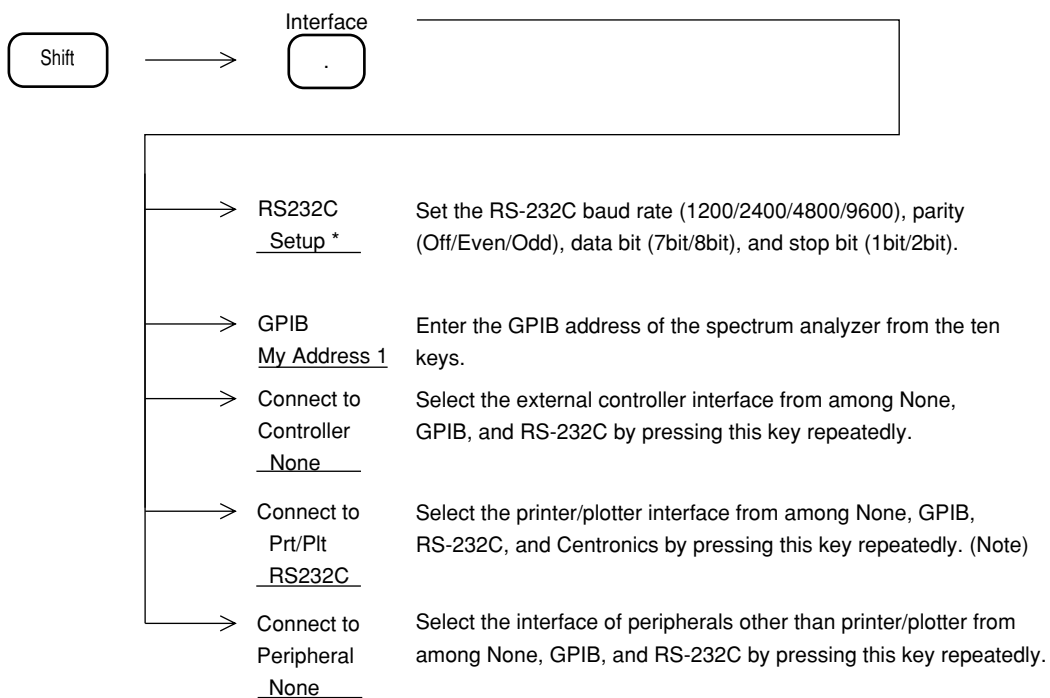 Interface
Shift
.
RS232C
Setup *
Set the RS-232C baud rate (1200/2400/4800/9600), parity
(Off/Even/Odd), data bit (7bit/8bit), and stop bit (1bit/2bit).
GPIB
My Address 1
Enter the GPIB address of the spectrum analyzer from the ten
keys.
Connect to
Controller
None
Select the external controller interface from among None,
GPIB, and RS-232C by pressing this key repeatedly.
Connect to
Prt/Plt
RS232C
Select the printer/plotter interface from among None, GPIB,
RS-232C, and Centronics by pressing this key repeatedly. (Note)
Connect to
Peripheral
None
Select the interface of peripherals other than printer/plotter from
among None, GPIB, and RS-232C by pressing this key repeatedly.